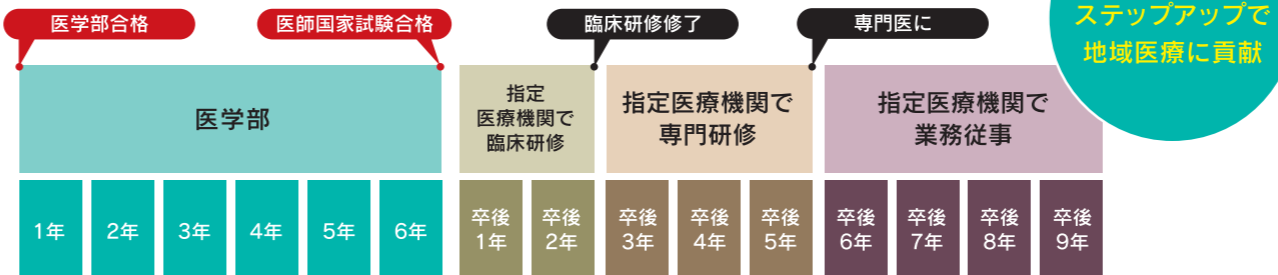 医学部合格
医師国家試験合格
臨床研修修了
専門医に
ステップアップで
地域医療に貢献
医学部
指定
医療機関で
臨床研修
指定医療機関で
専門研修
指定医療機関で
業務従事
1年
2年
3年
4年
5年
6年
卒後
1年
卒後
2年
卒後
3年
卒後
4年
卒後
5年
卒後
6年
卒後
7年
卒後
8年
卒後
9年